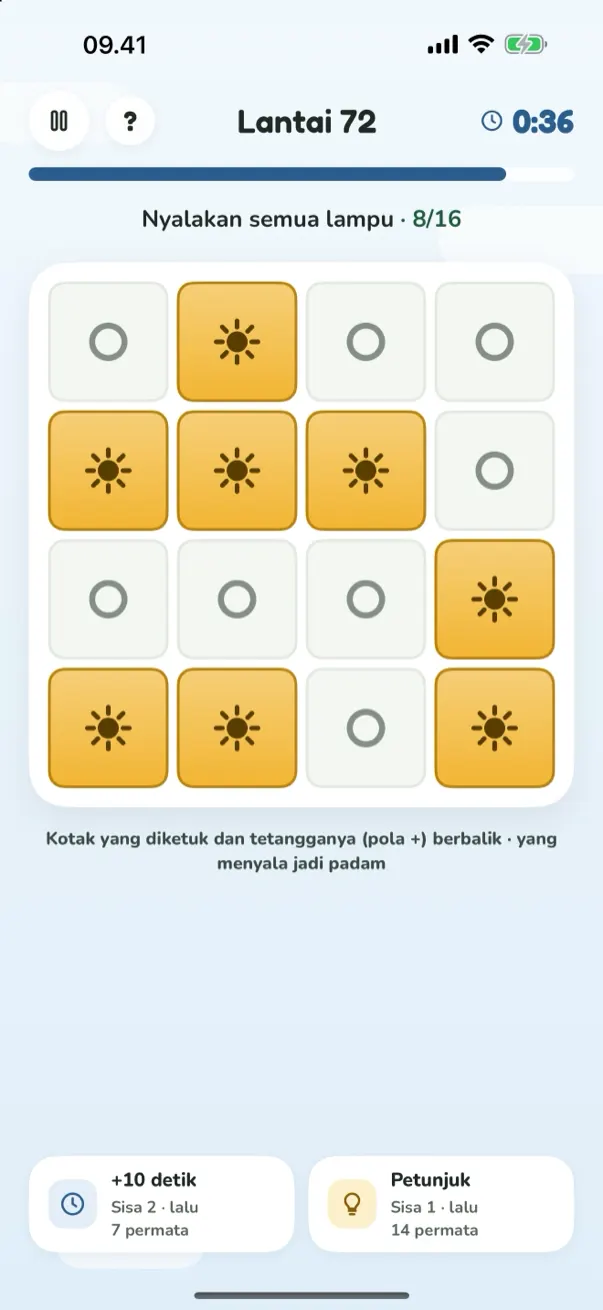 09.41
?
Lantai 72
0:36
Nyalakan semua lampu · 8/16
Kotak yang diketuk dan tetangganya (pola +) berbalik · yang
menyala jadi padam
+10 detik
Sisa 2 · lalu
7 permata
Petunjuk
Sisa 1 · lalu
14 permata